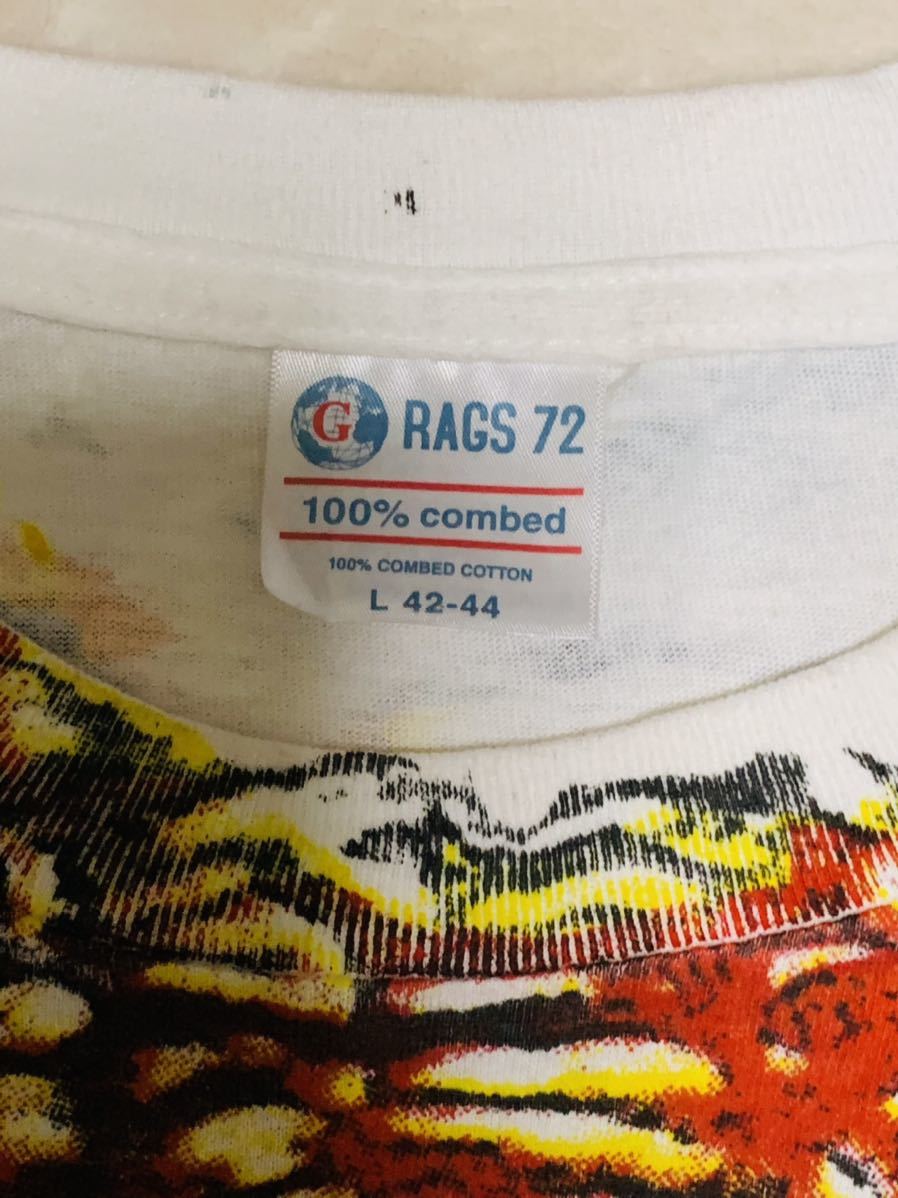 G RAGS 72
100% combed
100% COMBED COTTON
L 42-44